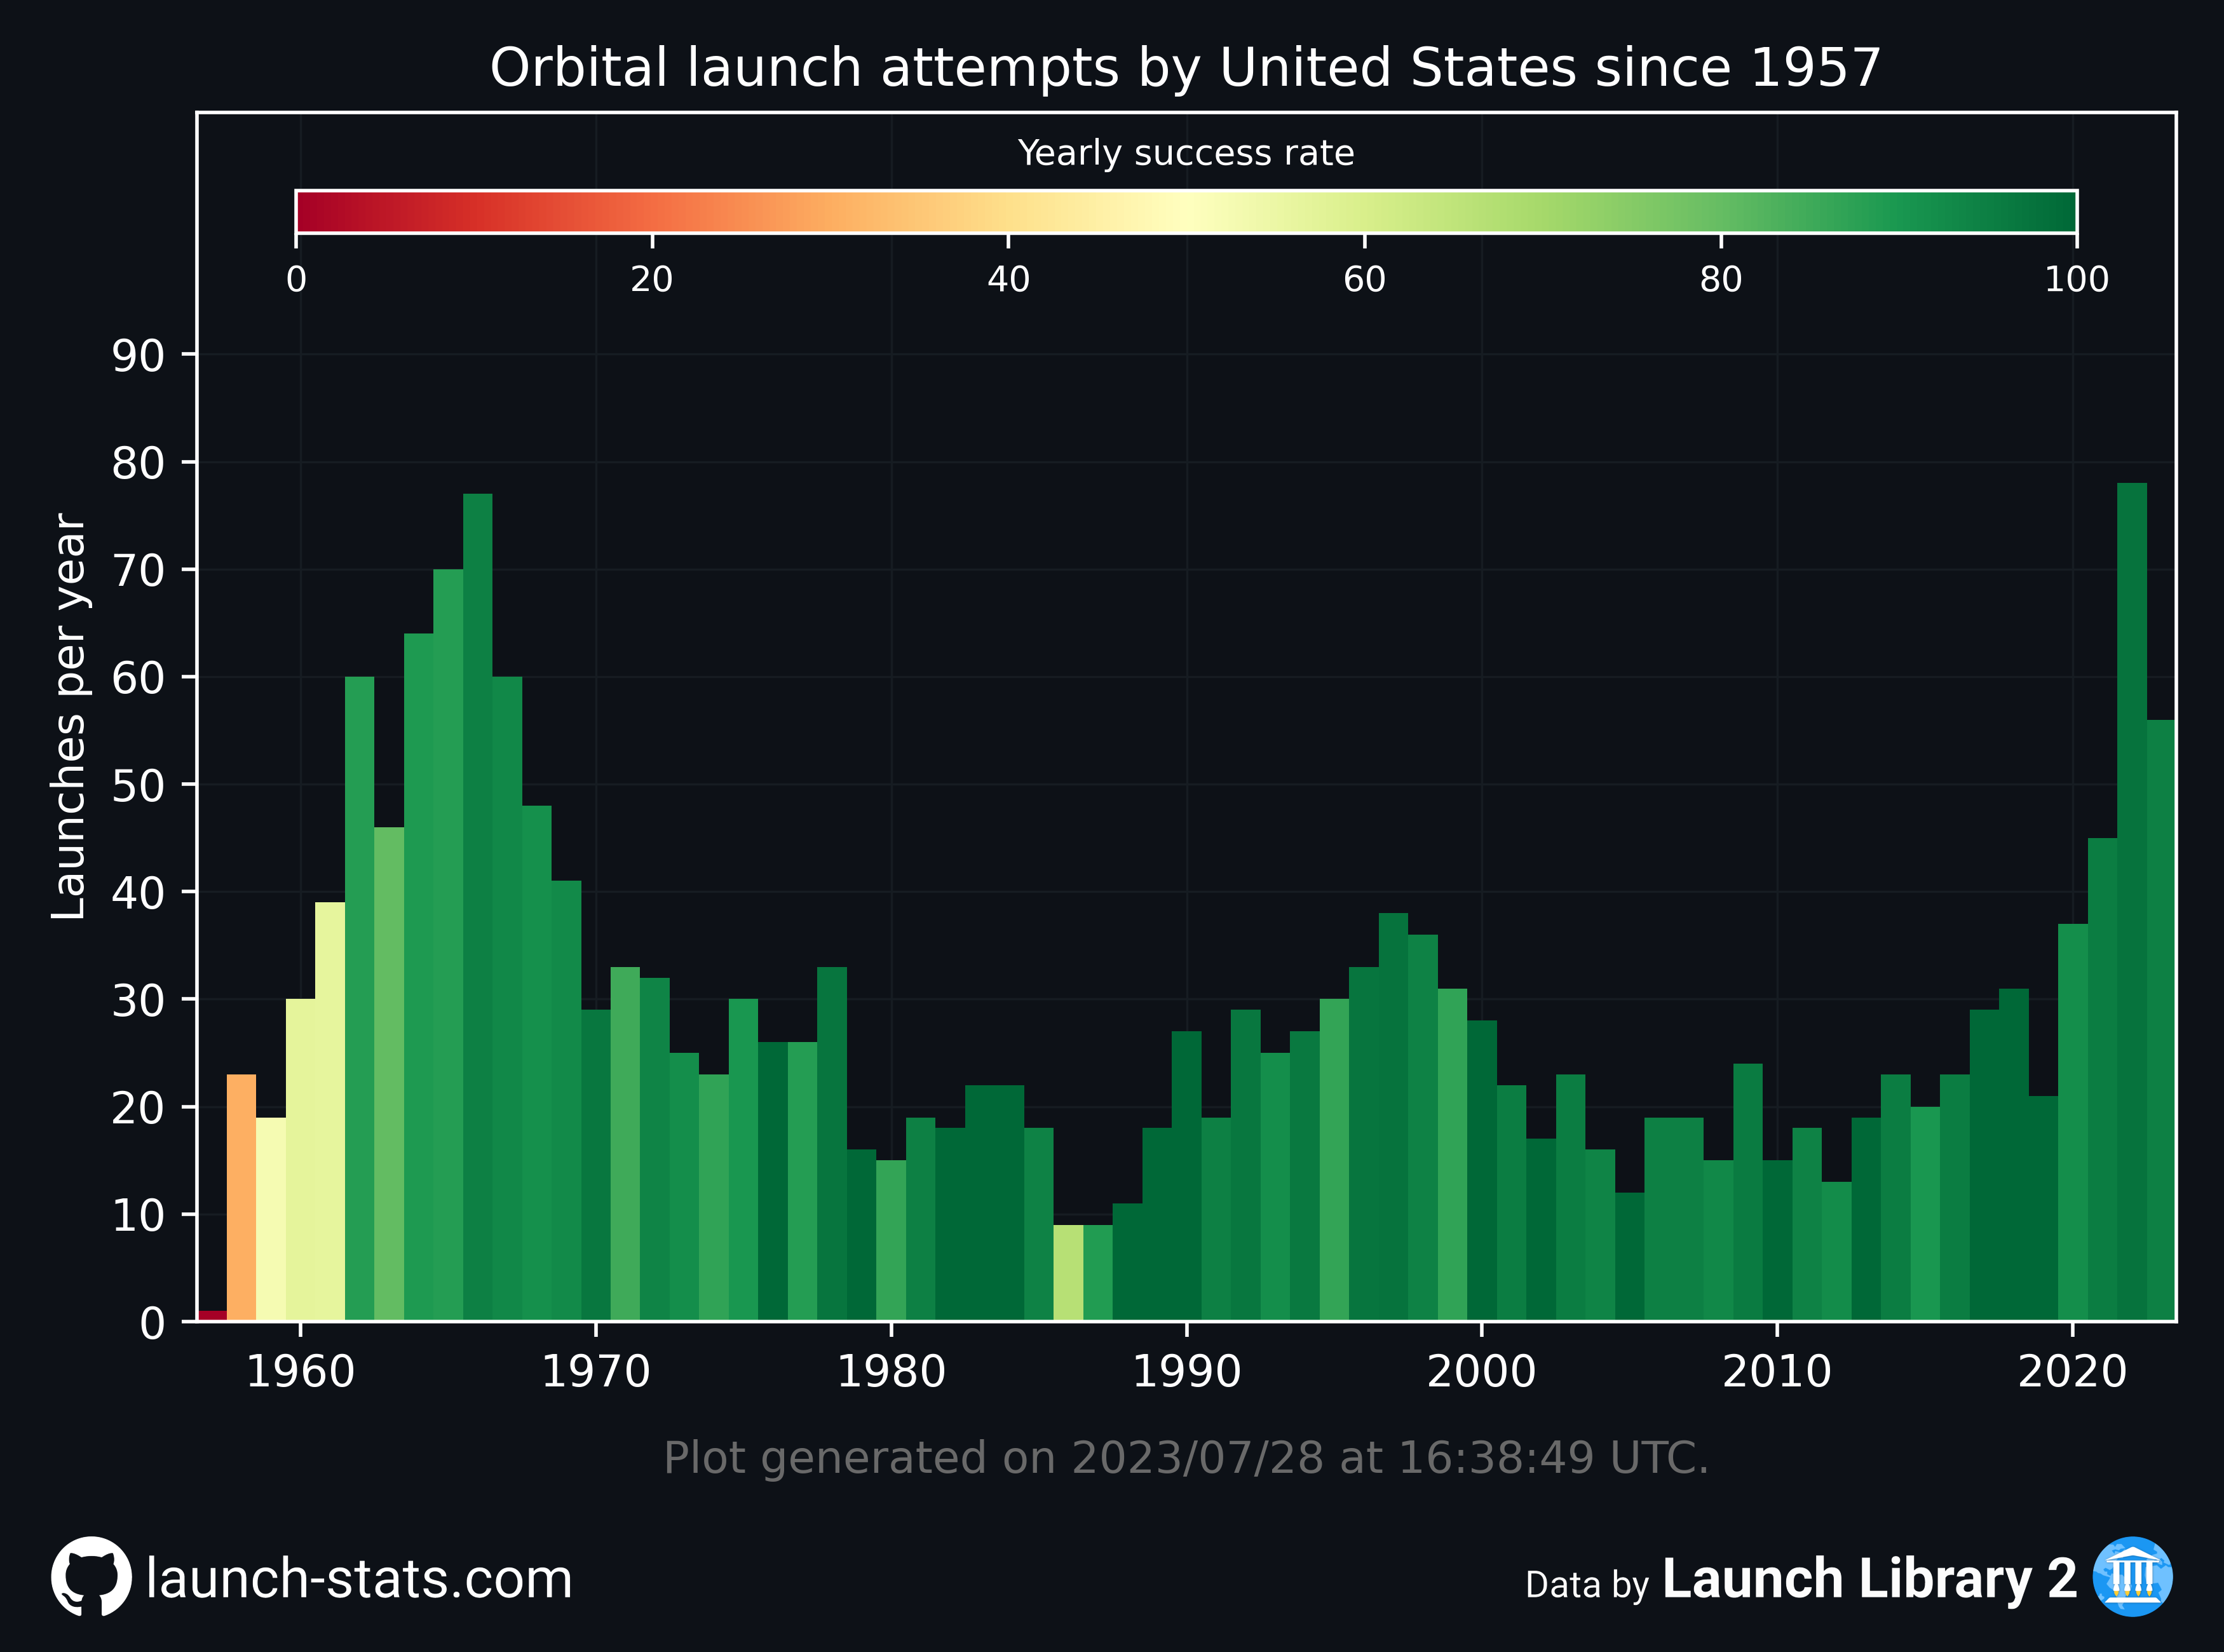 Orbital launch attempts by United States since 1957
Yearly success rate
0 20 40 60 80 100
Launches per year
90
80
70
60
50
40
30
20
10
0
1960 1970 1980 1990 2000 2010 2020
Plot generated on 2023/07/28 at 16:38:49 UTC.
launch-stats.com
Data by Launch Library 2